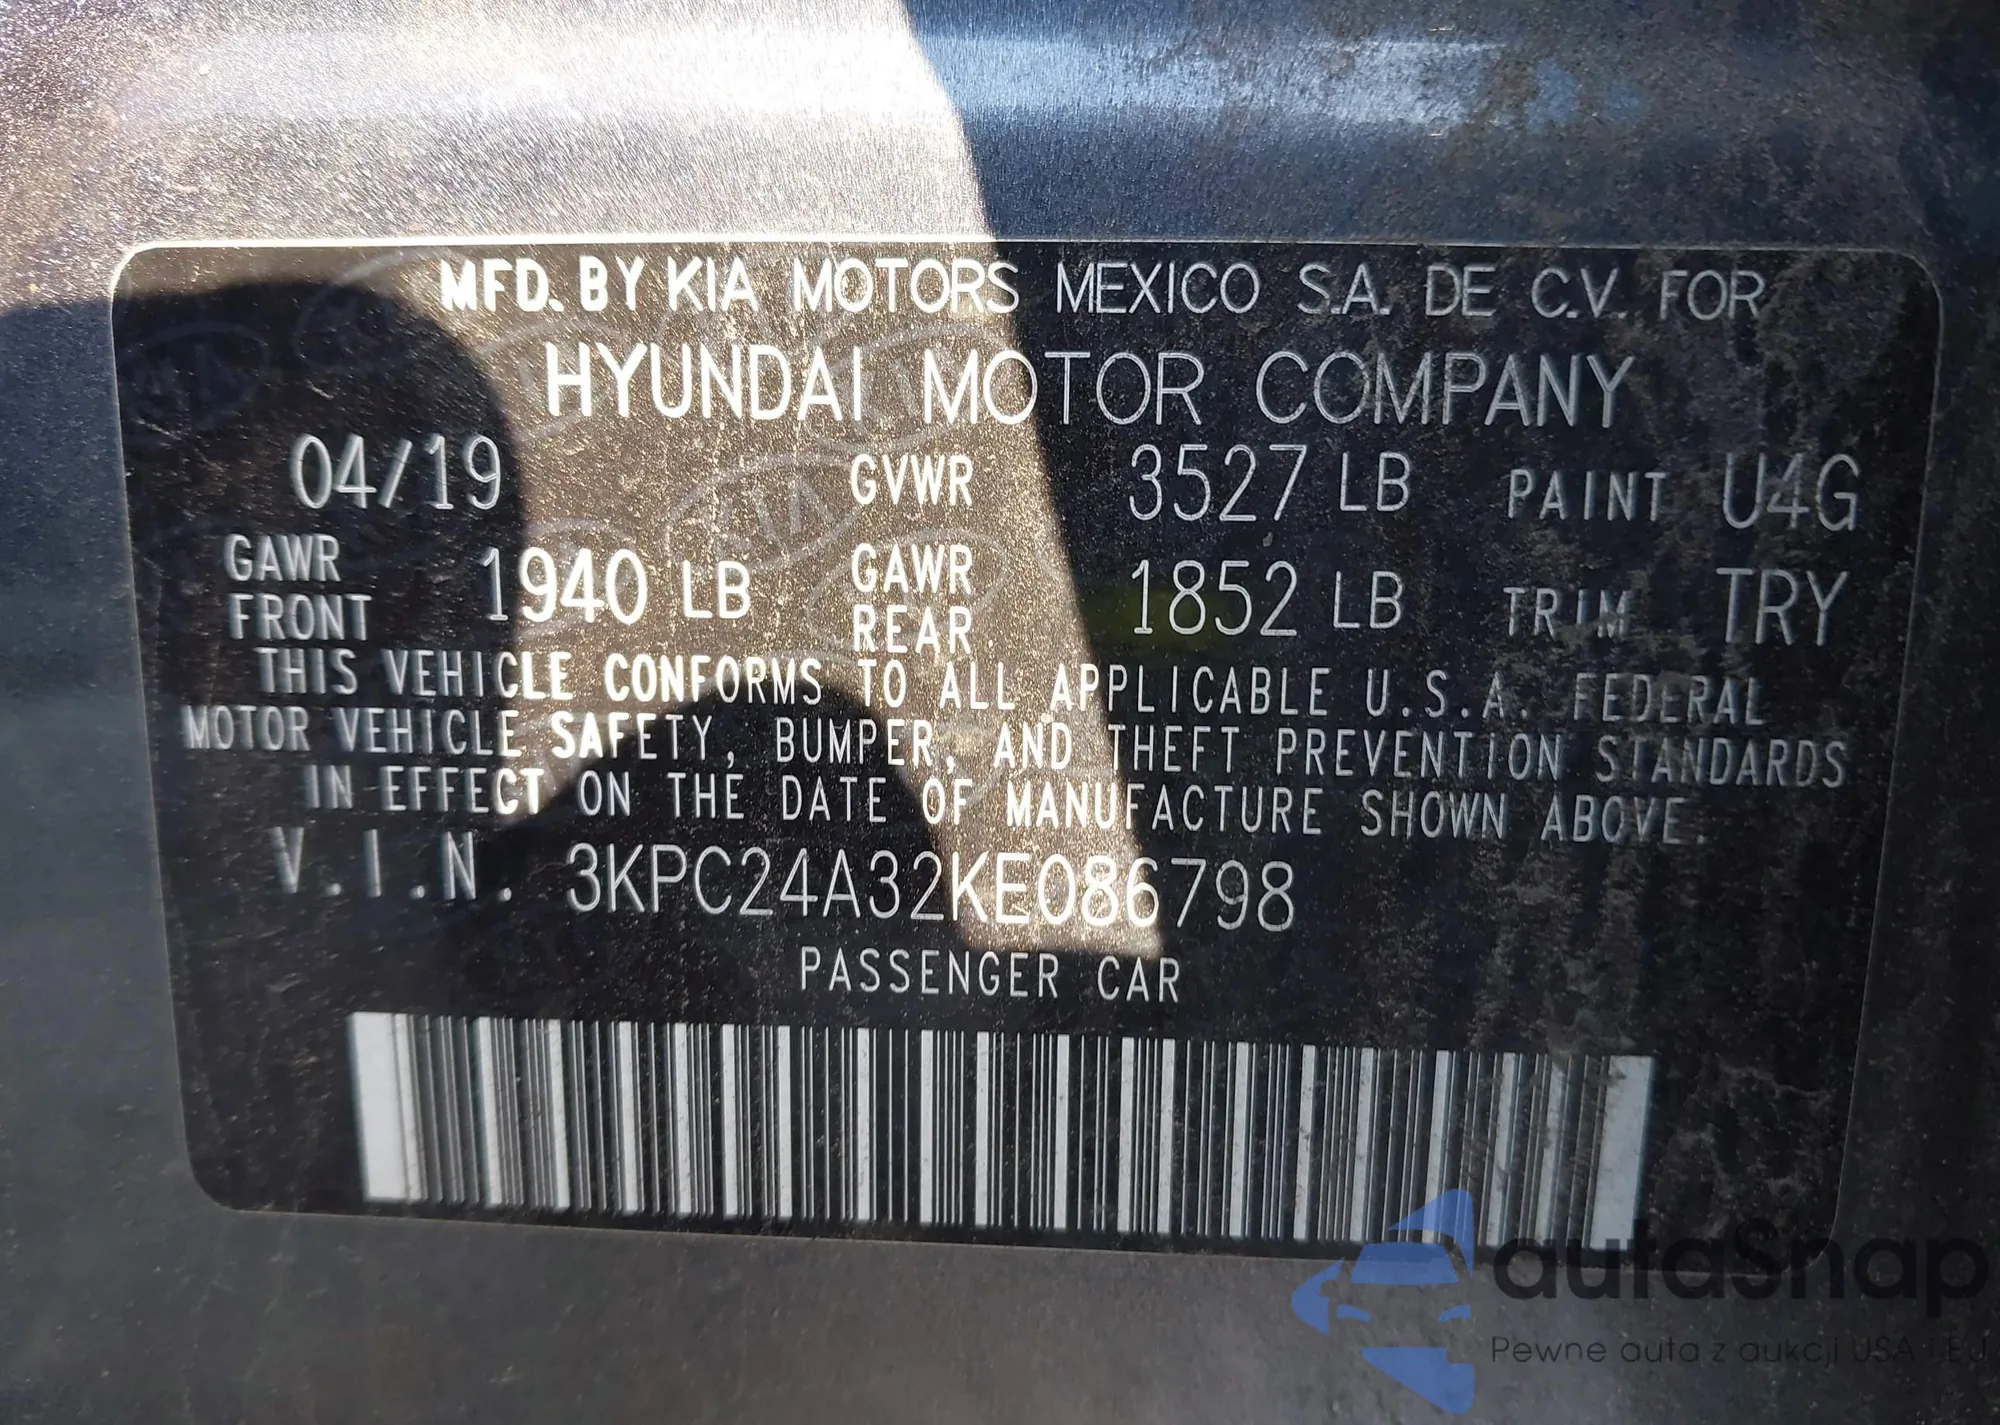 MFD. BY KIA MOTORS MEXICO S.A. DE C.V. FOR
HYUNDAI MOTOR COMPANY
04/19 GVWR 3527 LB PAINT U4G
GAWR FRONT 1940 LB GAWR REAR 1852 LB TRIM TRY
THIS VEHICLE CONFORMS TO ALL APPLICABLE U.S.A. FEDERAL
MOTOR VEHICLE SAFETY, BUMPER, AND THEFT PREVENTION STANDARDS
IN EFFECT ON THE DATE OF MANUFACTURE SHOWN ABOVE.
V.I.N. 3KPC24A32KE086798
PASSENGER CAR
autaSnap
Pewne auta z aukcji USA i EU